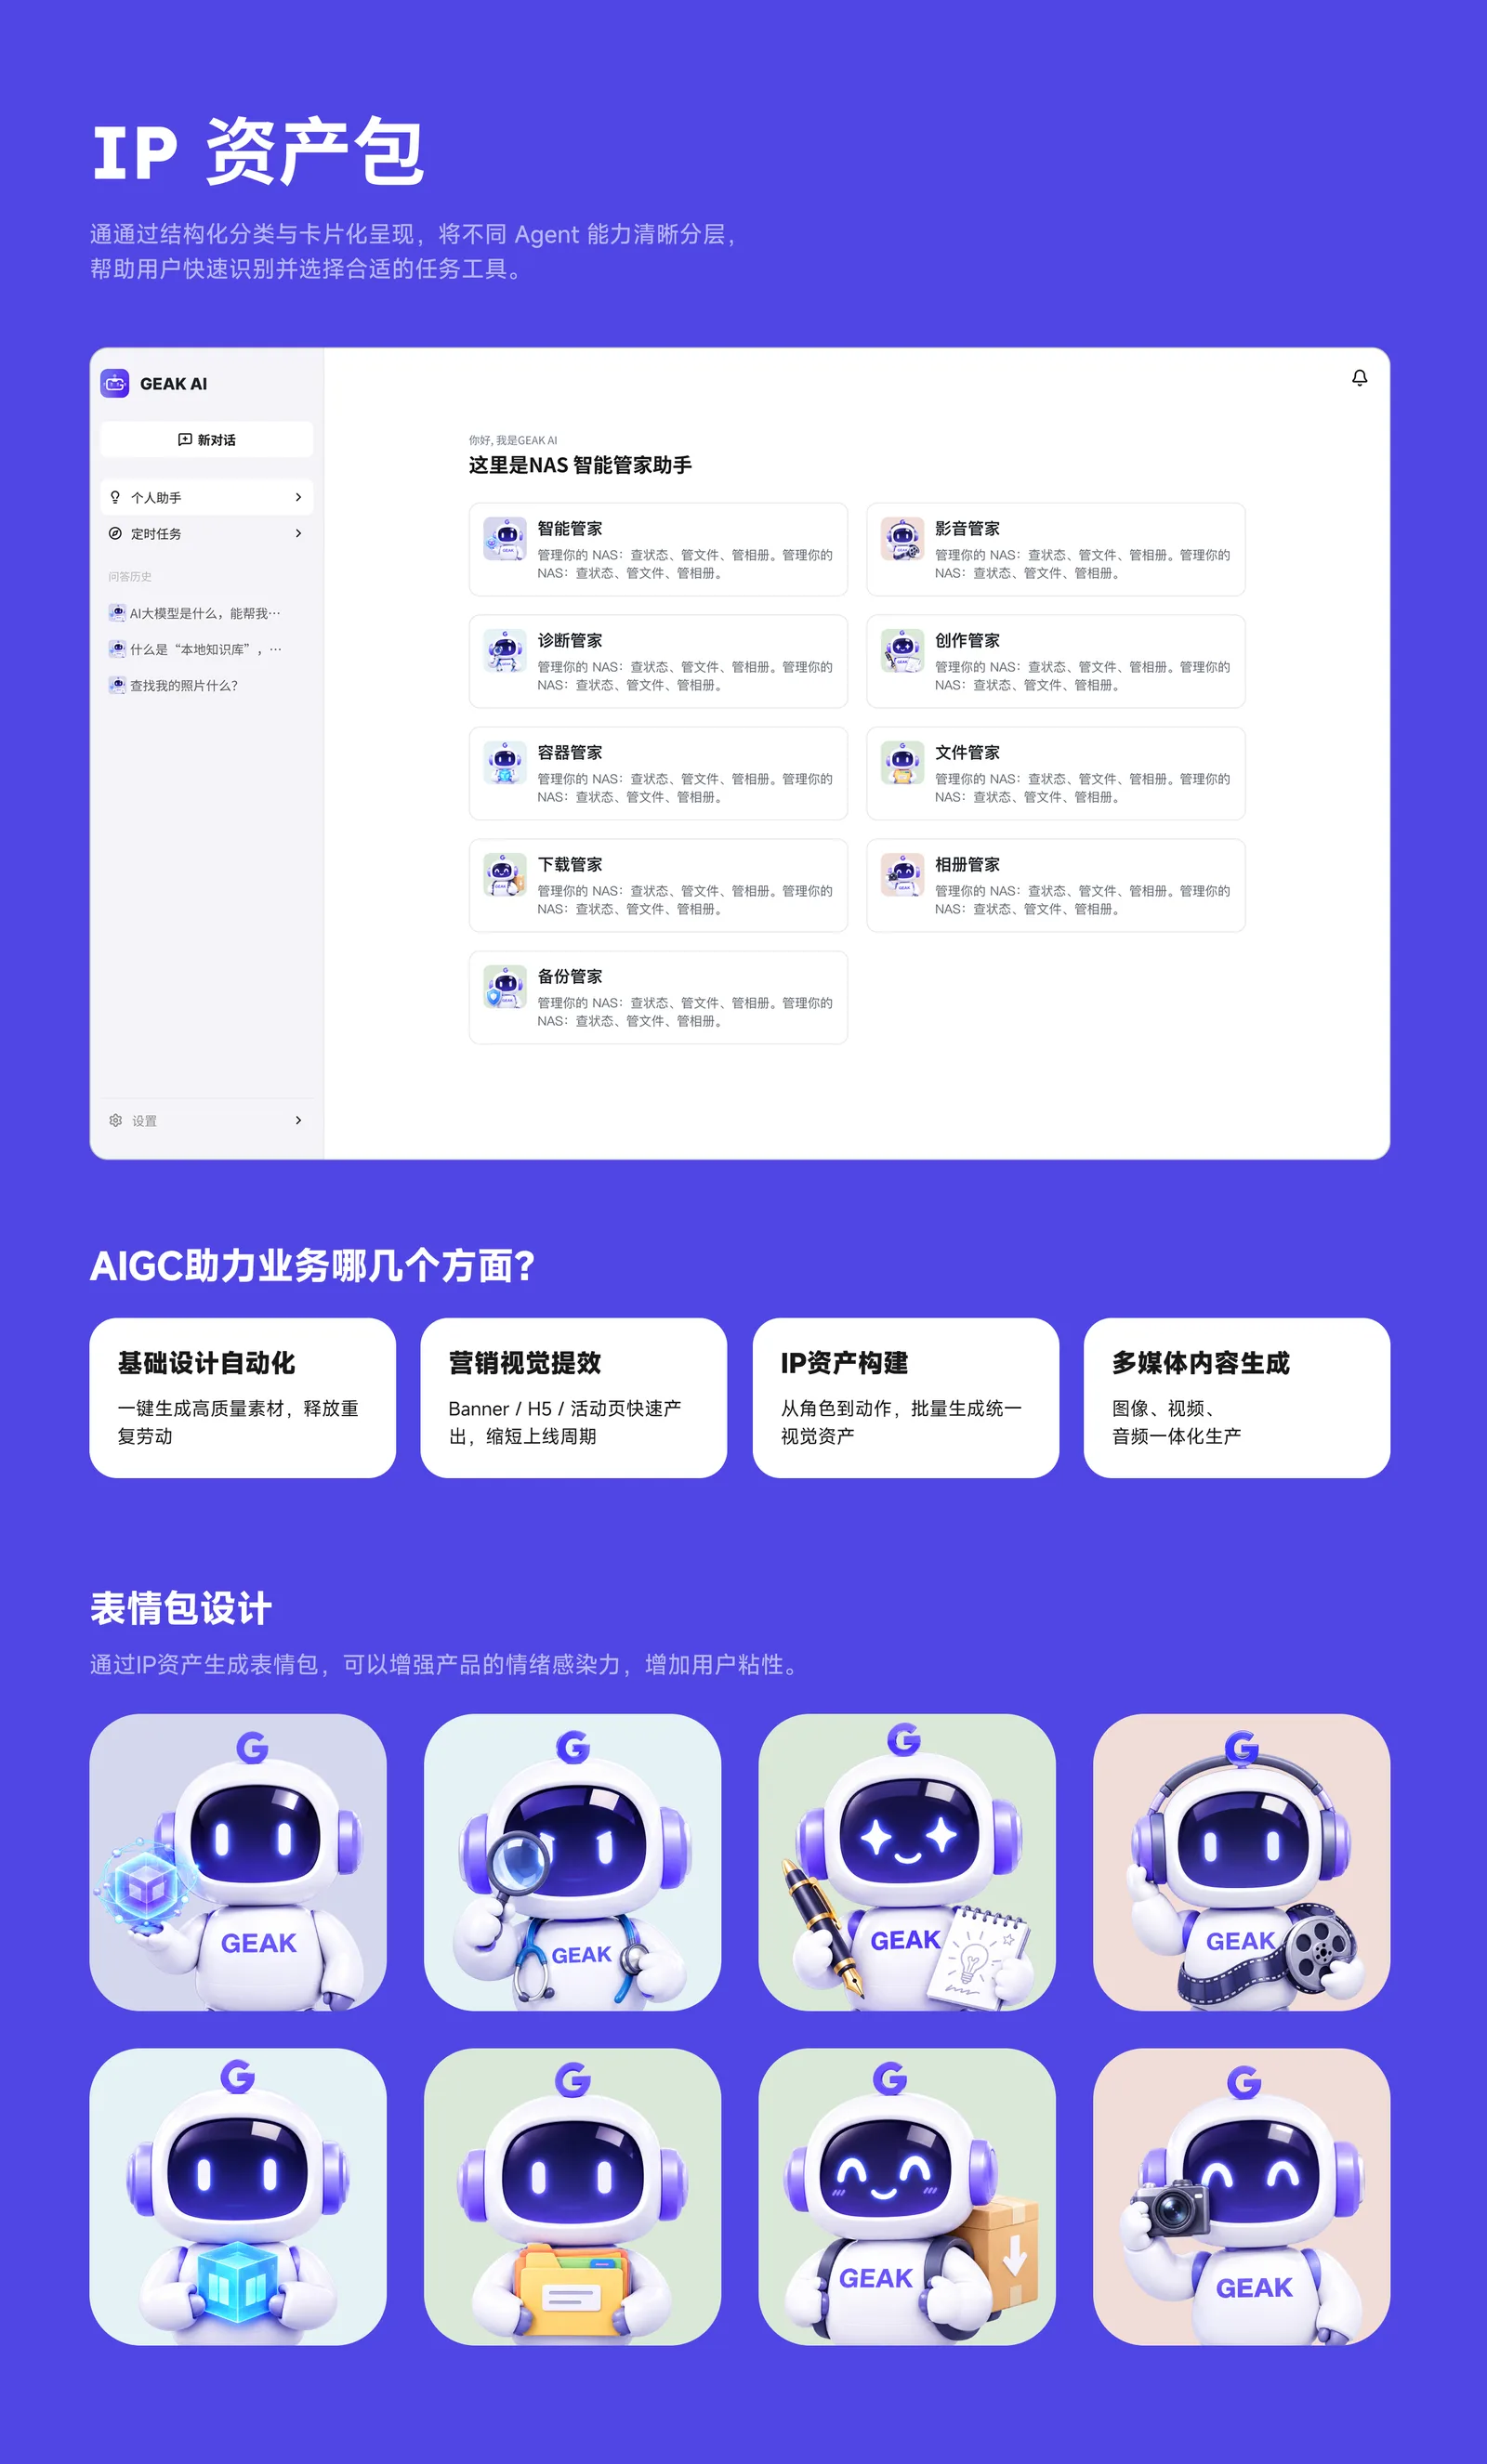 IP 资产包
通通过结构化分类与卡片化呈现，将不同 Agent 能力清晰分层，
帮助用户快速识别并选择合适的任务工具。
GEAK AI
新对话
个人助手
定时任务
问答历史
AI大模型是什么，能帮我…
什么是“本地知识库”，…
查找我的照片什么？
设置
你好, 我是GEAK AI
这里是NAS 智能管家助手
智能管家
管理你的 NAS：查状态、管文件、管相册。管理你的
NAS：查状态、管文件、管相册。
影音管家
管理你的 NAS：查状态、管文件、管相册。管理你的
NAS：查状态、管文件、管相册。
诊断管家
管理你的 NAS：查状态、管文件、管相册。管理你的
NAS：查状态、管文件、管相册。
创作管家
管理你的 NAS：查状态、管文件、管相册。管理你的
NAS：查状态、管文件、管相册。
容器管家
管理你的 NAS：查状态、管文件、管相册。管理你的
NAS：查状态、管文件、管相册。
文件管家
管理你的 NAS：查状态、管文件、管相册。管理你的
NAS：查状态、管文件、管相册。
下载管家
管理你的 NAS：查状态、管文件、管相册。管理你的
NAS：查状态、管文件、管相册。
相册管家
管理你的 NAS：查状态、管文件、管相册。管理你的
NAS：查状态、管文件、管相册。
备份管家
管理你的 NAS：查状态、管文件、管相册。管理你的
NAS：查状态、管文件、管相册。
AIGC助力业务哪几个方面？
基础设计自动化
一键生成高质量素材，释放重
复劳动
营销视觉提效
Banner / H5 / 活动页快速产
出，缩短上线周期
IP资产构建
从角色到动作，批量生成统一
视觉资产
多媒体内容生成
图像、视频、
音频一体化生产
表情包设计
通过IP资产生成表情包，可以增强产品的情绪感染力，增加用户粘性。
G
GEAK
G
GEAK
G
GEAK
G
GEAK
G
G
G
GEAK
G
GEAK